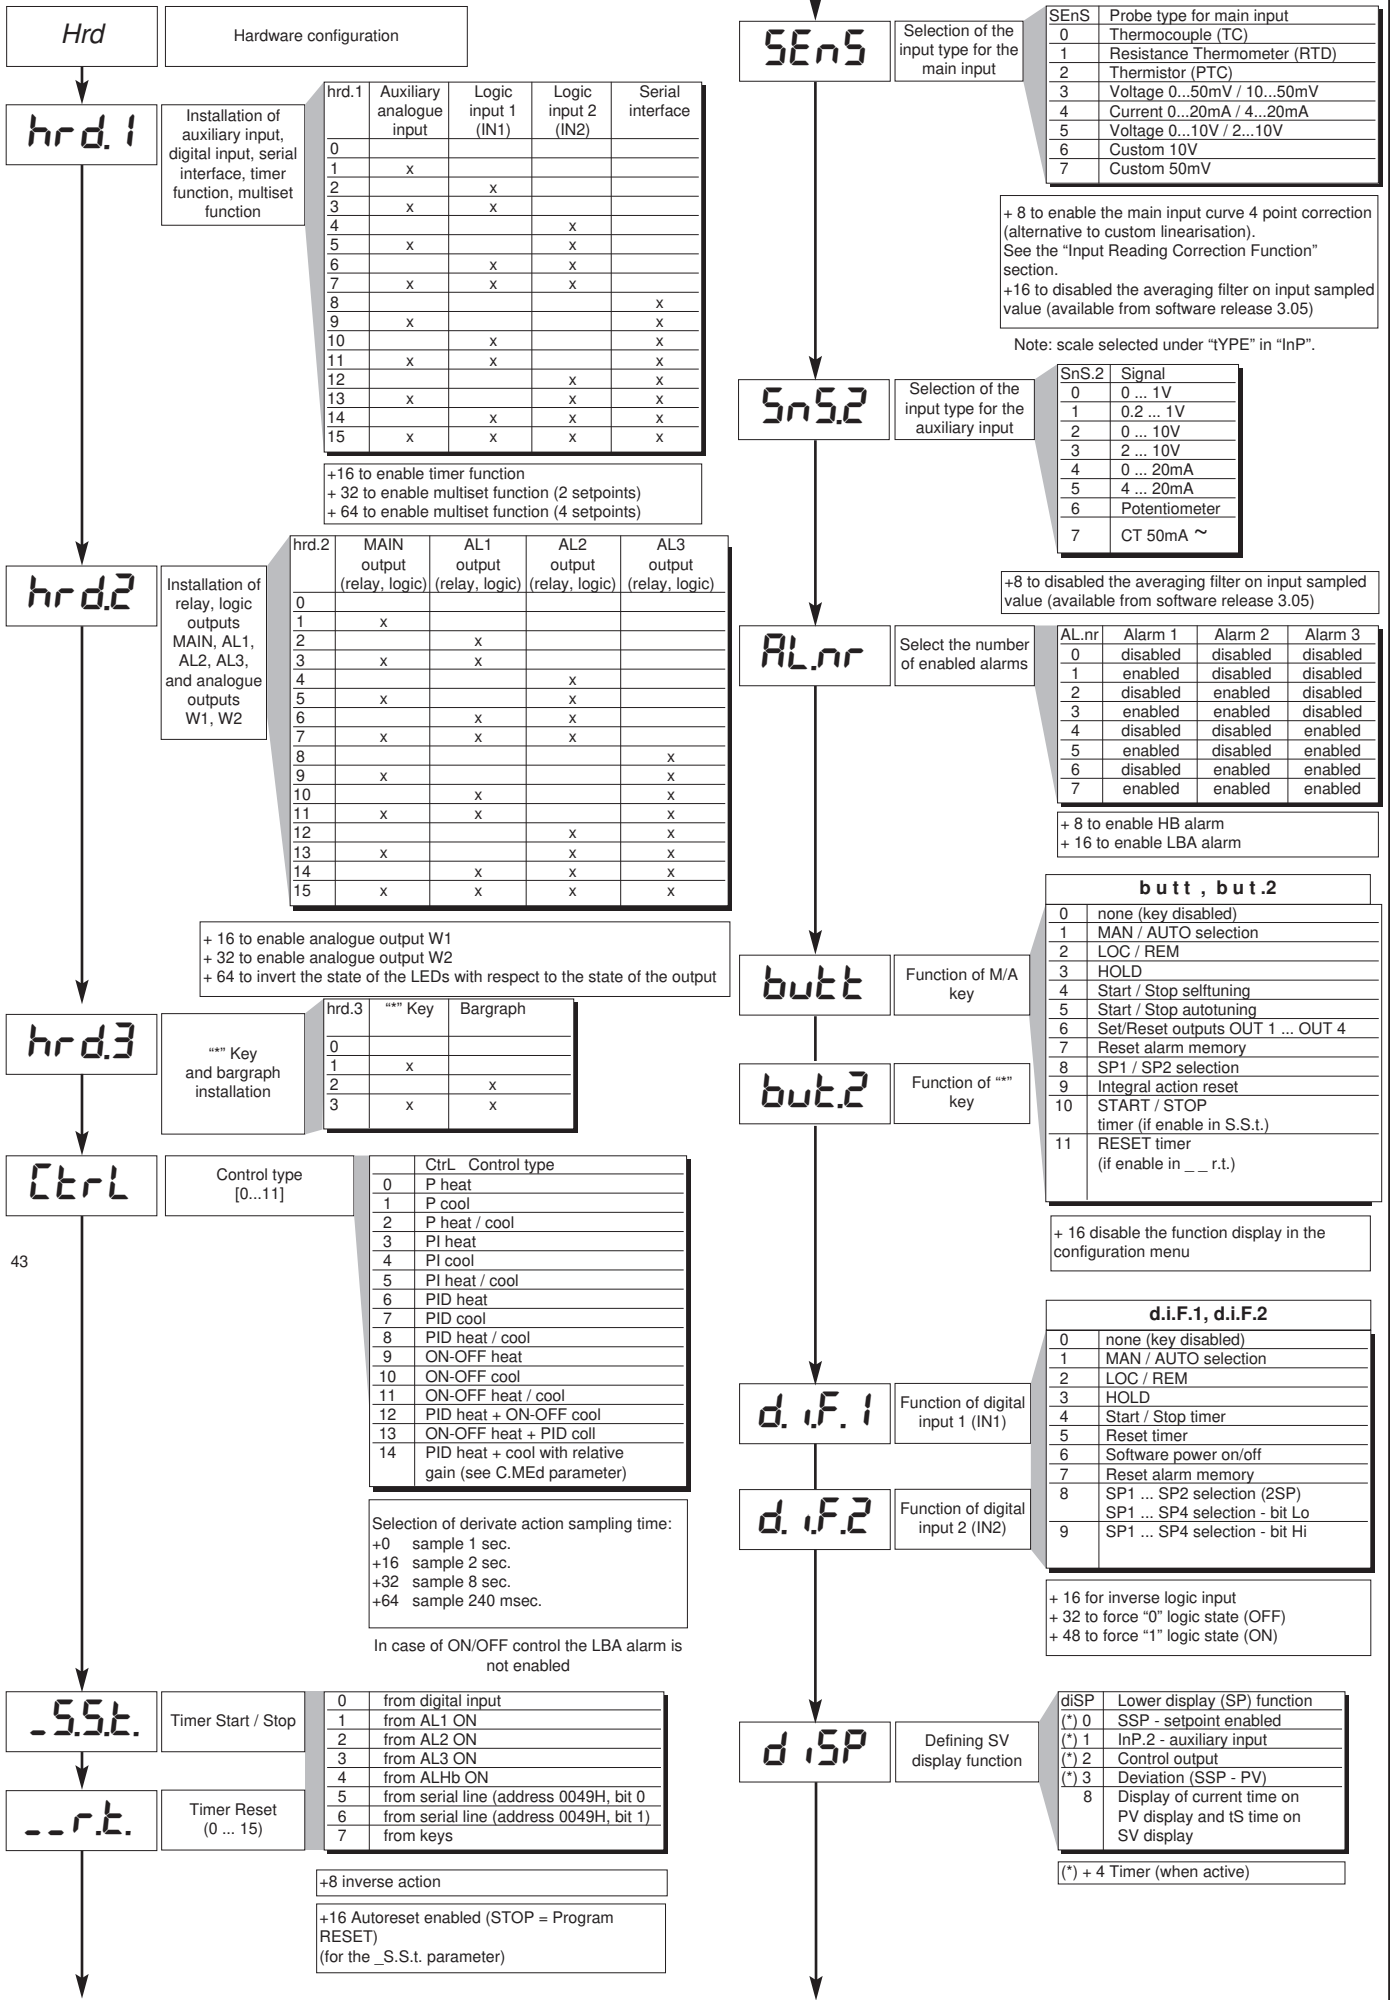 Hrd
Hardware configuration
hrd.1
Installation of
auxiliary input,
digital input, serial
interface, timer
function, multiset
function
hrd.1 Auxiliary analogue input Logic input 1 (IN1) Logic input 2 (IN2) Serial interface
0
1 x
2 x
3 x x
4 x
5 x x
6 x x
7 x x x
8 x
9 x x
10 x x
11 x x x
12 x x
13 x x x
14 x x x
15 x x x x
+16 to enable timer function
+ 32 to enable multiset function (2 setpoints)
+ 64 to enable multiset function (4 setpoints)
hrd.2
Installation of
relay, logic
outputs
MAIN, AL1,
AL2, AL3,
and analogue
outputs
W1, W2
hrd.2 MAIN output (relay, logic) AL1 output (relay, logic) AL2 output (relay, logic) AL3 output (relay, logic)
0
1 x
2 x
3 x x
4 x
5 x x
6 x x
7 x x x
8 x
9 x x
10 x x
11 x x x
12 x x
13 x x x
14 x x x
15 x x x x
+ 16 to enable analogue output W1
+ 32 to enable analogue output W2
+ 64 to invert the state of the LEDs with respect to the state of the output
hrd.3
“*” Key
and bargraph
installation
hrd.3 “*” Key Bargraph
0
1 x
2 x
3 x x
CtrL
Control type
[0...11]
CtrL Control type
0 P heat
1 P cool
2 P heat / cool
3 PI heat
4 PI cool
5 PI heat / cool
6 PID heat
7 PID cool
8 PID heat / cool
9 ON-OFF heat
10 ON-OFF cool
11 ON-OFF heat / cool
12 PID heat + ON-OFF cool
13 ON-OFF heat + PID coll
14 PID heat + cool with relative
gain (see C.MEd parameter)
43
Selection of derivate action sampling time:
+0 sample 1 sec.
+16 sample 2 sec.
+32 sample 8 sec.
+64 sample 240 msec.
In case of ON/OFF control the LBA alarm is
not enabled
_S.S.t.
Timer Start / Stop
_ _ r.t.
Timer Reset
(0 ... 15)
0 from digital input
1 from AL1 ON
2 from AL2 ON
3 from AL3 ON
4 from ALHb ON
5 from serial line (address 0049H, bit 0
6 from serial line (address 0049H, bit 1)
7 from keys
+8 inverse action
+16 Autoreset enabled (STOP = Program
RESET)
(for the _S.S.t. parameter)
SEnS
Selection of the
input type for the
main input
SEnS Probe type for main input
0 Thermocouple (TC)
1 Resistance Thermometer (RTD)
2 Thermistor (PTC)
3 Voltage 0...50mV / 10...50mV
4 Current 0...20mA / 4...20mA
5 Voltage 0...10V / 2...10V
6 Custom 10V
7 Custom 50mV
+ 8 to enable the main input curve 4 point correction
(alternative to custom linearisation).
See the “Input Reading Correction Function”
section.
+16 to disabled the averaging filter on input sampled
value (available from software release 3.05)
Note: scale selected under “tYPE” in “InP”.
SnS.2
Selection of the
input type for the
auxiliary input
SnS.2 Signal
0 0 ... 1V
1 0.2 ... 1V
2 0 ... 10V
3 2 ... 10V
4 0 ... 20mA
5 4 ... 20mA
6 Potentiometer
7 CT 50mA ~
+8 to disabled the averaging filter on input sampled
value (available from software release 3.05)
AL.nr
Select the number
of enabled alarms
AL.nr Alarm 1 Alarm 2 Alarm 3
0 disabled disabled disabled
1 enabled disabled disabled
2 disabled enabled disabled
3 enabled enabled disabled
4 disabled disabled enabled
5 enabled disabled enabled
6 disabled enabled enabled
7 enabled enabled enabled
+ 8 to enable HB alarm
+ 16 to enable LBA alarm
butt
Function of M/A
key
but.2
Function of “*”
key
b u t t , b u t .2
0 none (key disabled)
1 MAN / AUTO selection
2 LOC / REM
3 HOLD
4 Start / Stop selftuning
5 Start / Stop autotuning
6 Set/Reset outputs OUT 1 ... OUT 4
7 Reset alarm memory
8 SP1 / SP2 selection
9 Integral action reset
10 START / STOP
timer (if enable in S.S.t.)
11 RESET timer
(if enable in _ _ r.t.)
+ 16 disable the function display in the
configuration menu
d.i.F.1
Function of digital
input 1 (IN1)
d.i.F.2
Function of digital
input 2 (IN2)
d.i.F.1, d.i.F.2
0 none (key disabled)
1 MAN / AUTO selection
2 LOC / REM
3 HOLD
4 Start / Stop timer
5 Reset timer
6 Software power on/off
7 Reset alarm memory
8 SP1 ... SP2 selection (2SP)
SP1 ... SP4 selection - bit Lo
9 SP1 ... SP4 selection - bit Hi
+ 16 for inverse logic input
+ 32 to force “0” logic state (OFF)
+ 48 to force “1” logic state (ON)
diSP
Defining SV
display function
diSP Lower display (SP) function
(*) 0 SSP - setpoint enabled
(*) 1 InP.2 - auxiliary input
(*) 2 Control output
(*) 3 Deviation (SSP - PV)
8 Display of current time on
PV display and tS time on
SV display
(*) + 4 Timer (when active)